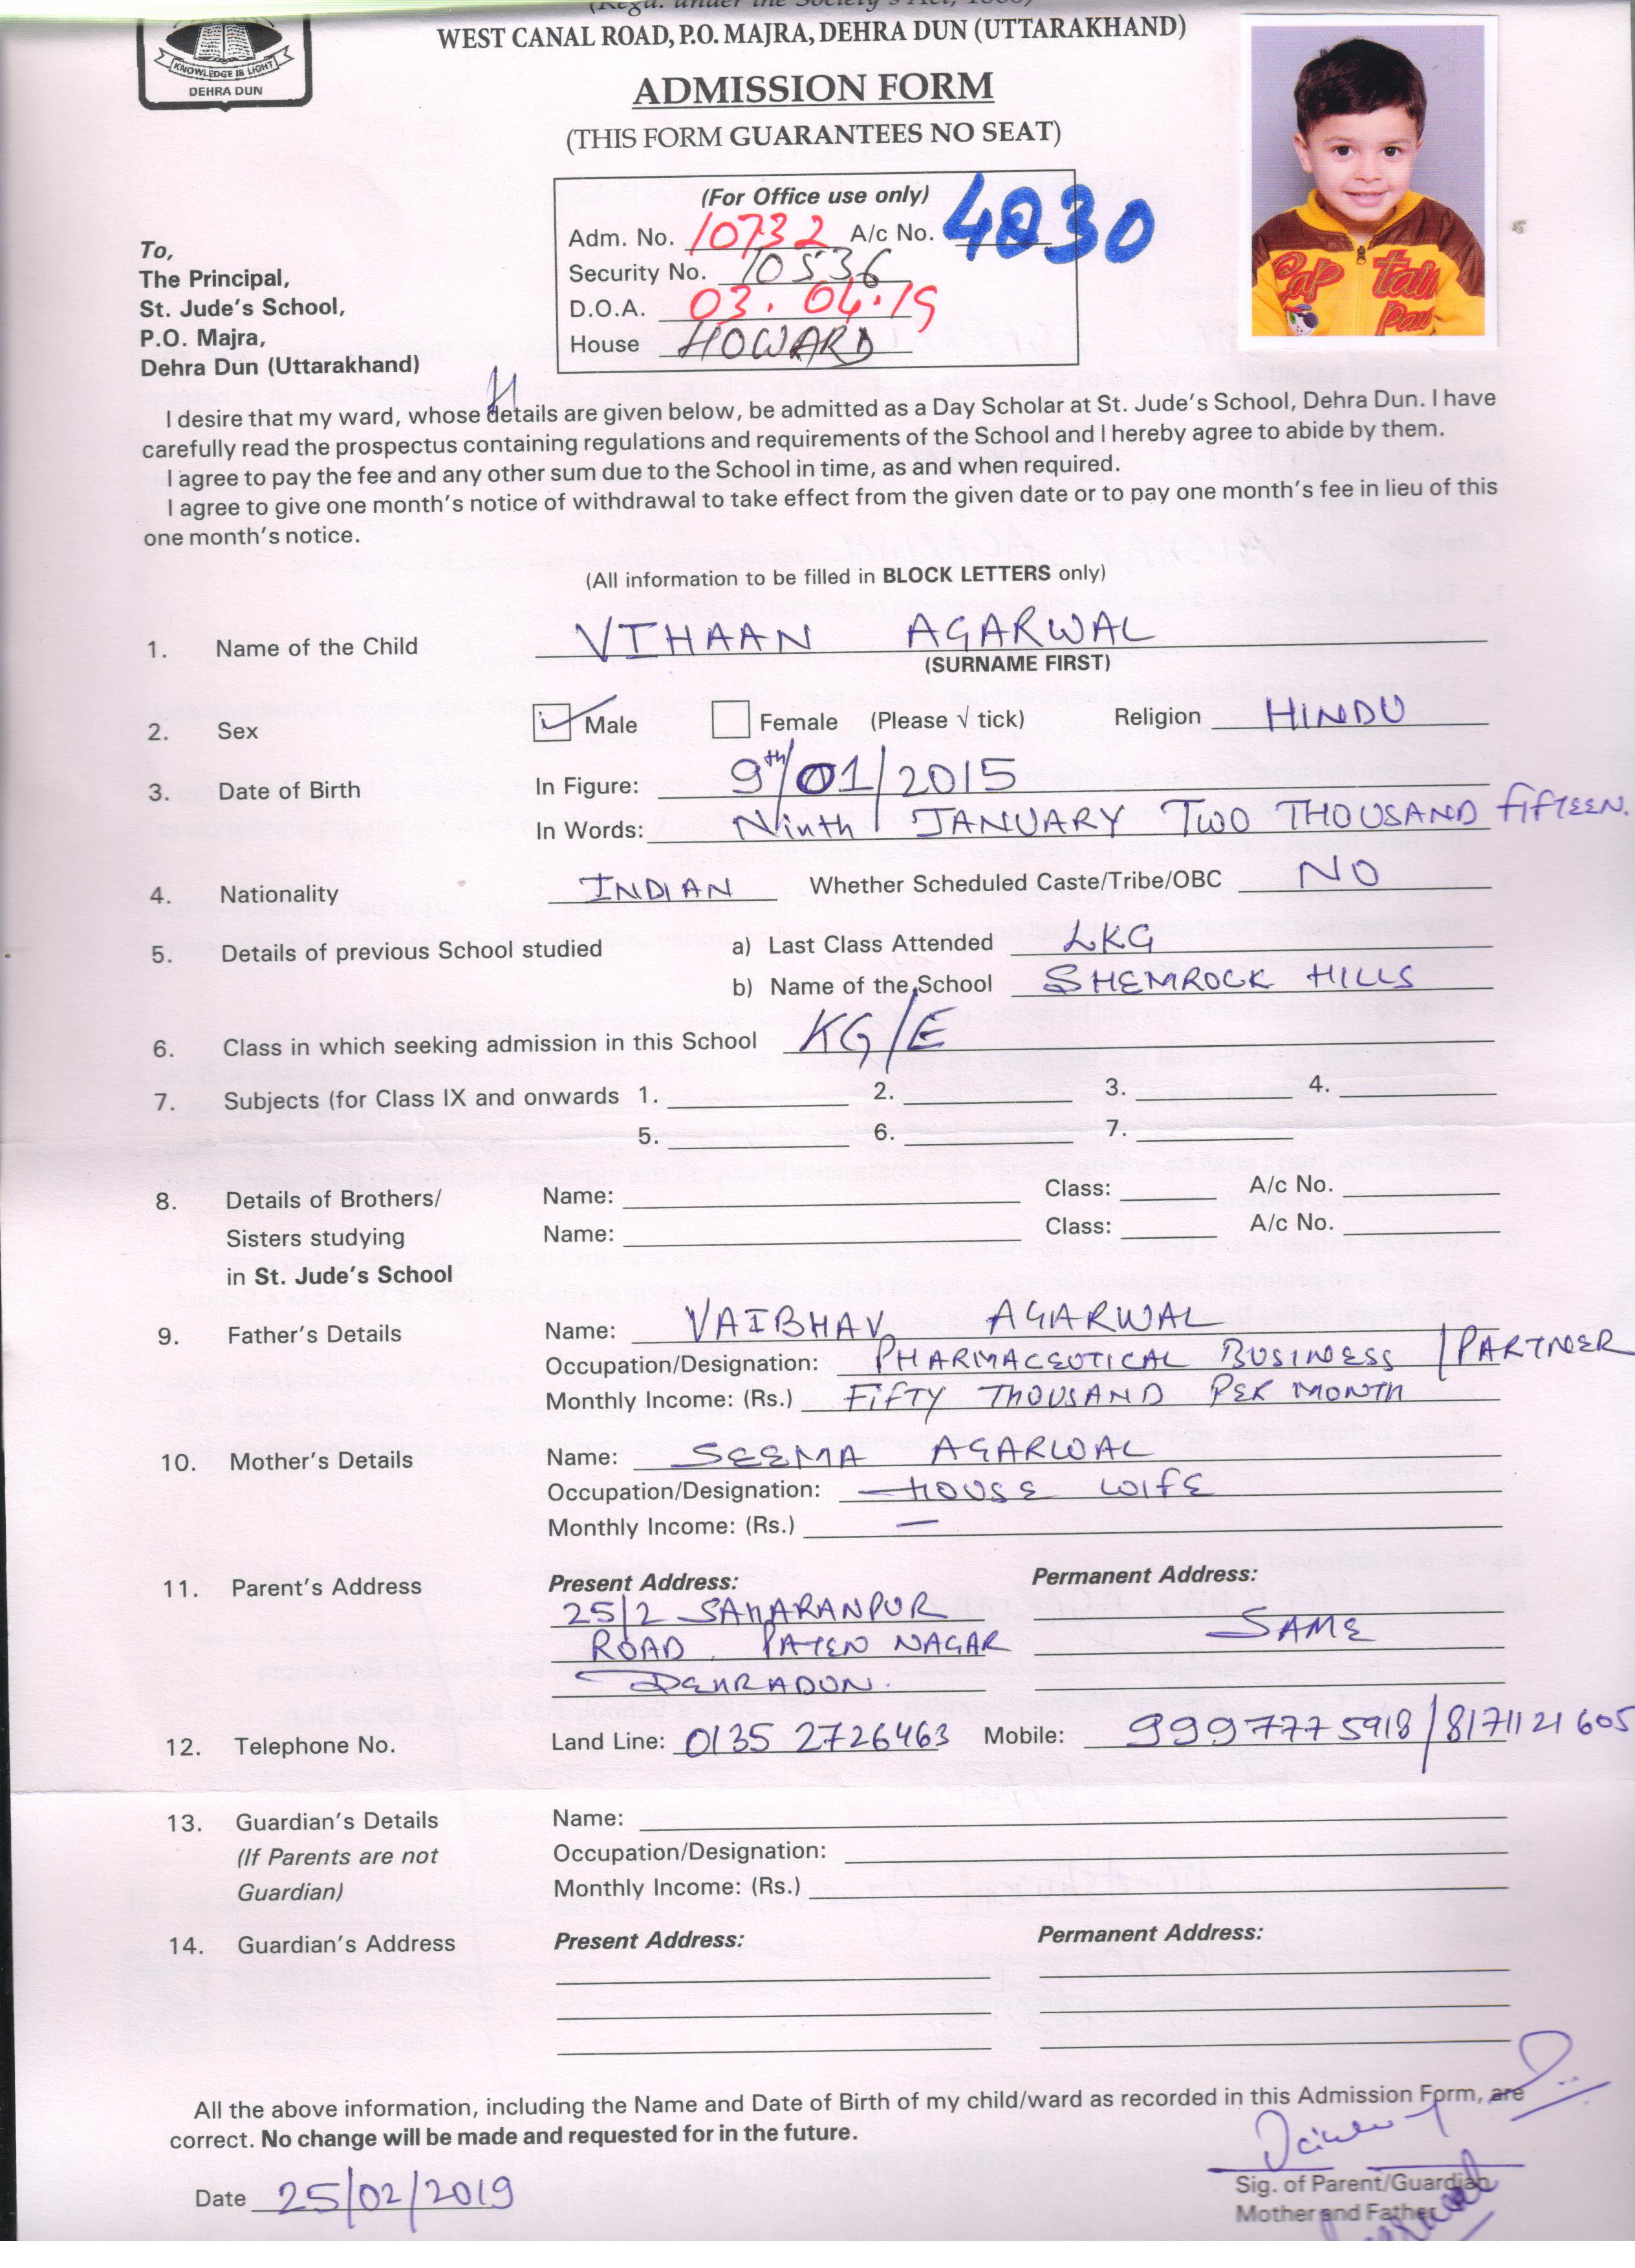 (Regd. under the Society's Act, 1860)
WEST CANAL ROAD, P.O. MAJRA, DEHRA DUN (UTTARAKHAND)
KNOWLEDGE IS LIGHT
DEHRA DUN
ADMISSION FORM
(THIS FORM GUARANTEES NO SEAT)
(For Office use only)
Adm. No. 10732 A/c No. 4830
Security No. 10536
D.O.A. 03.04.19
House HOWARD
To,
The Principal,
St. Jude's School,
P.O. Majra,
Dehra Dun (Uttarakhand)
I desire that my ward, whose details are given below, be admitted as a Day Scholar at St. Jude's School, Dehra Dun. I have
carefully read the prospectus containing regulations and requirements of the School and I hereby agree to abide by them.
I agree to pay the fee and any other sum due to the School in time, as and when required.
I agree to give one month's notice of withdrawal to take effect from the given date or to pay one month's fee in lieu of this
one month's notice.
(All information to be filled in BLOCK LETTERS only)
1. Name of the Child VIHAAN AGARWAL
(SURNAME FIRST)
2. Sex Male Female (Please √ tick) Religion HINDU
3. Date of Birth In Figure: 9th/01/2015
In Words: Ninth / JANUARY TWO THOUSAND FIFTEEN.
4. Nationality INDIAN Whether Scheduled Caste/Tribe/OBC NO
5. Details of previous School studied a) Last Class Attended LKG
b) Name of the School SHEMROCK HILLS
6. Class in which seeking admission in this School KG/E
7. Subjects (for Class IX and onwards 1. 2. 3. 4.
5. 6. 7.
8. Details of Brothers/ Name: Class: A/c No.
Sisters studying Name: Class: A/c No.
in St. Jude's School
9. Father's Details Name: VAIBHAV AGARWAL
Occupation/Designation: PHARMACEUTICAL BUSINESS / PARTNER
Monthly Income: (Rs.) FIFTY THOUSAND PER MONTH
10. Mother's Details Name: SEEMA AGARWAL
Occupation/Designation: HOUSE WIFE
Monthly Income: (Rs.) —
11. Parent's Address Present Address: Permanent Address:
25/2 SAHARANPUR
ROAD, PATEN NAGAR SAME
DEHRADUN.
12. Telephone No. Land Line: 0135 2726463 Mobile: 9997775918/8171121605
13. Guardian's Details Name:
(If Parents are not Occupation/Designation:
Guardian) Monthly Income: (Rs.)
14. Guardian's Address Present Address: Permanent Address:
All the above information, including the Name and Date of Birth of my child/ward as recorded in this Admission Form, are
correct. No change will be made and requested for in the future.
Date 25/02/2019
Sig. of Parent/Guardian
Mother and Father